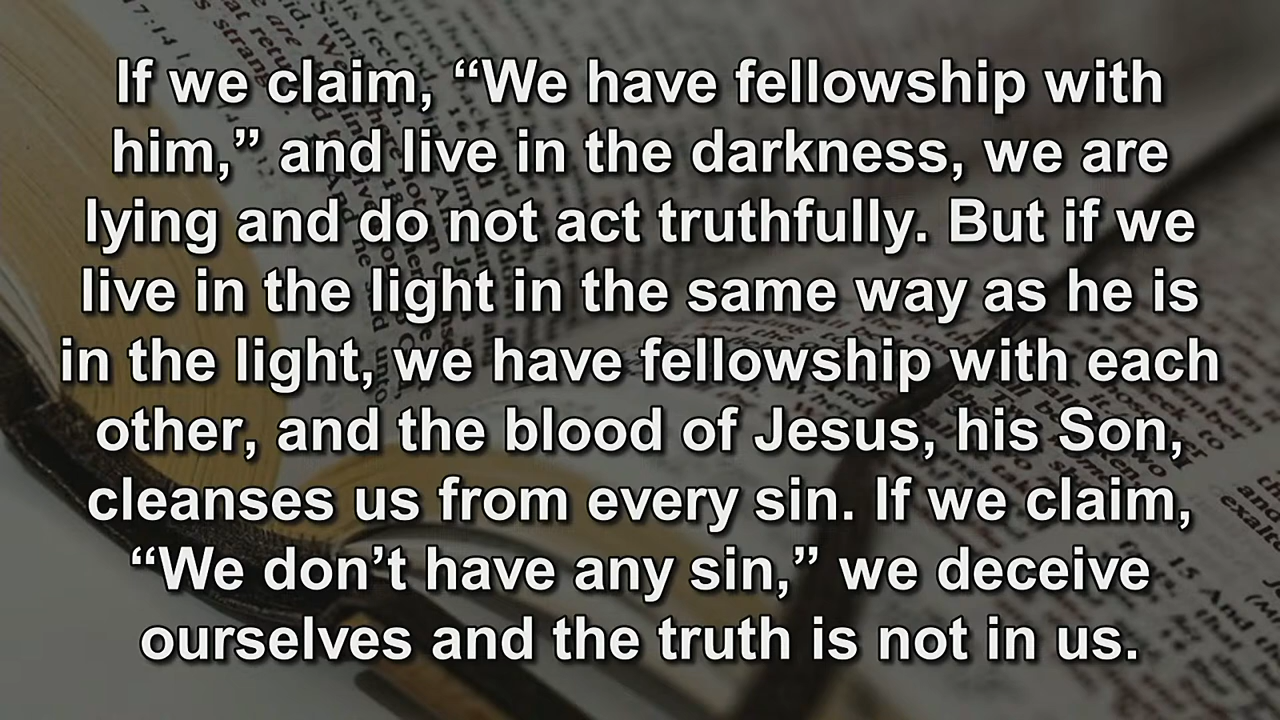 If we claim, “We have fellowship with
him,” and live in the darkness, we are
lying and do not act truthfully. But if we
live in the light in the same way as he is
in the light, we have fellowship with each
other, and the blood of Jesus, his Son,
cleanses us from every sin. If we claim,
“We don’t have any sin,” we deceive
ourselves and the truth is not in us.